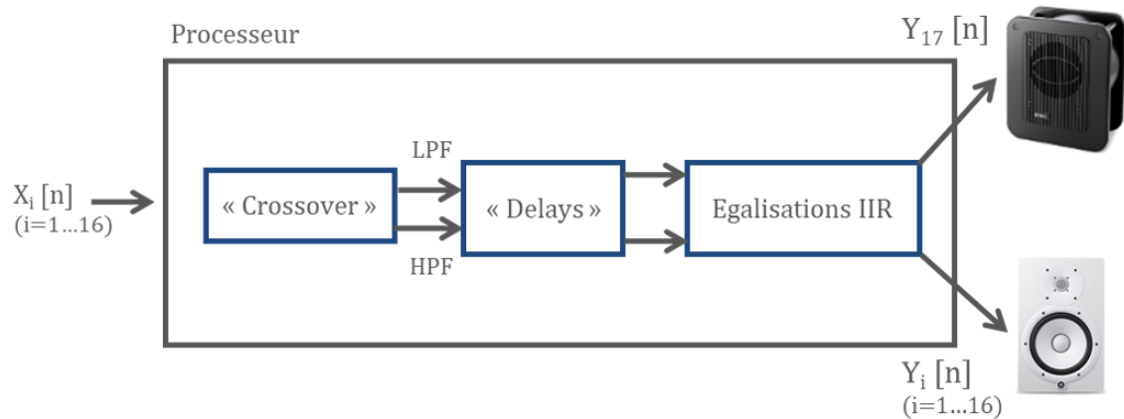 Processeur
Y₁₇ [n]
LPF
Xᵢ [n]
(i=1...16)
« Crossover »
« Delays »
Egalisations IIR
HPF
Yᵢ [n]
(i=1...16)